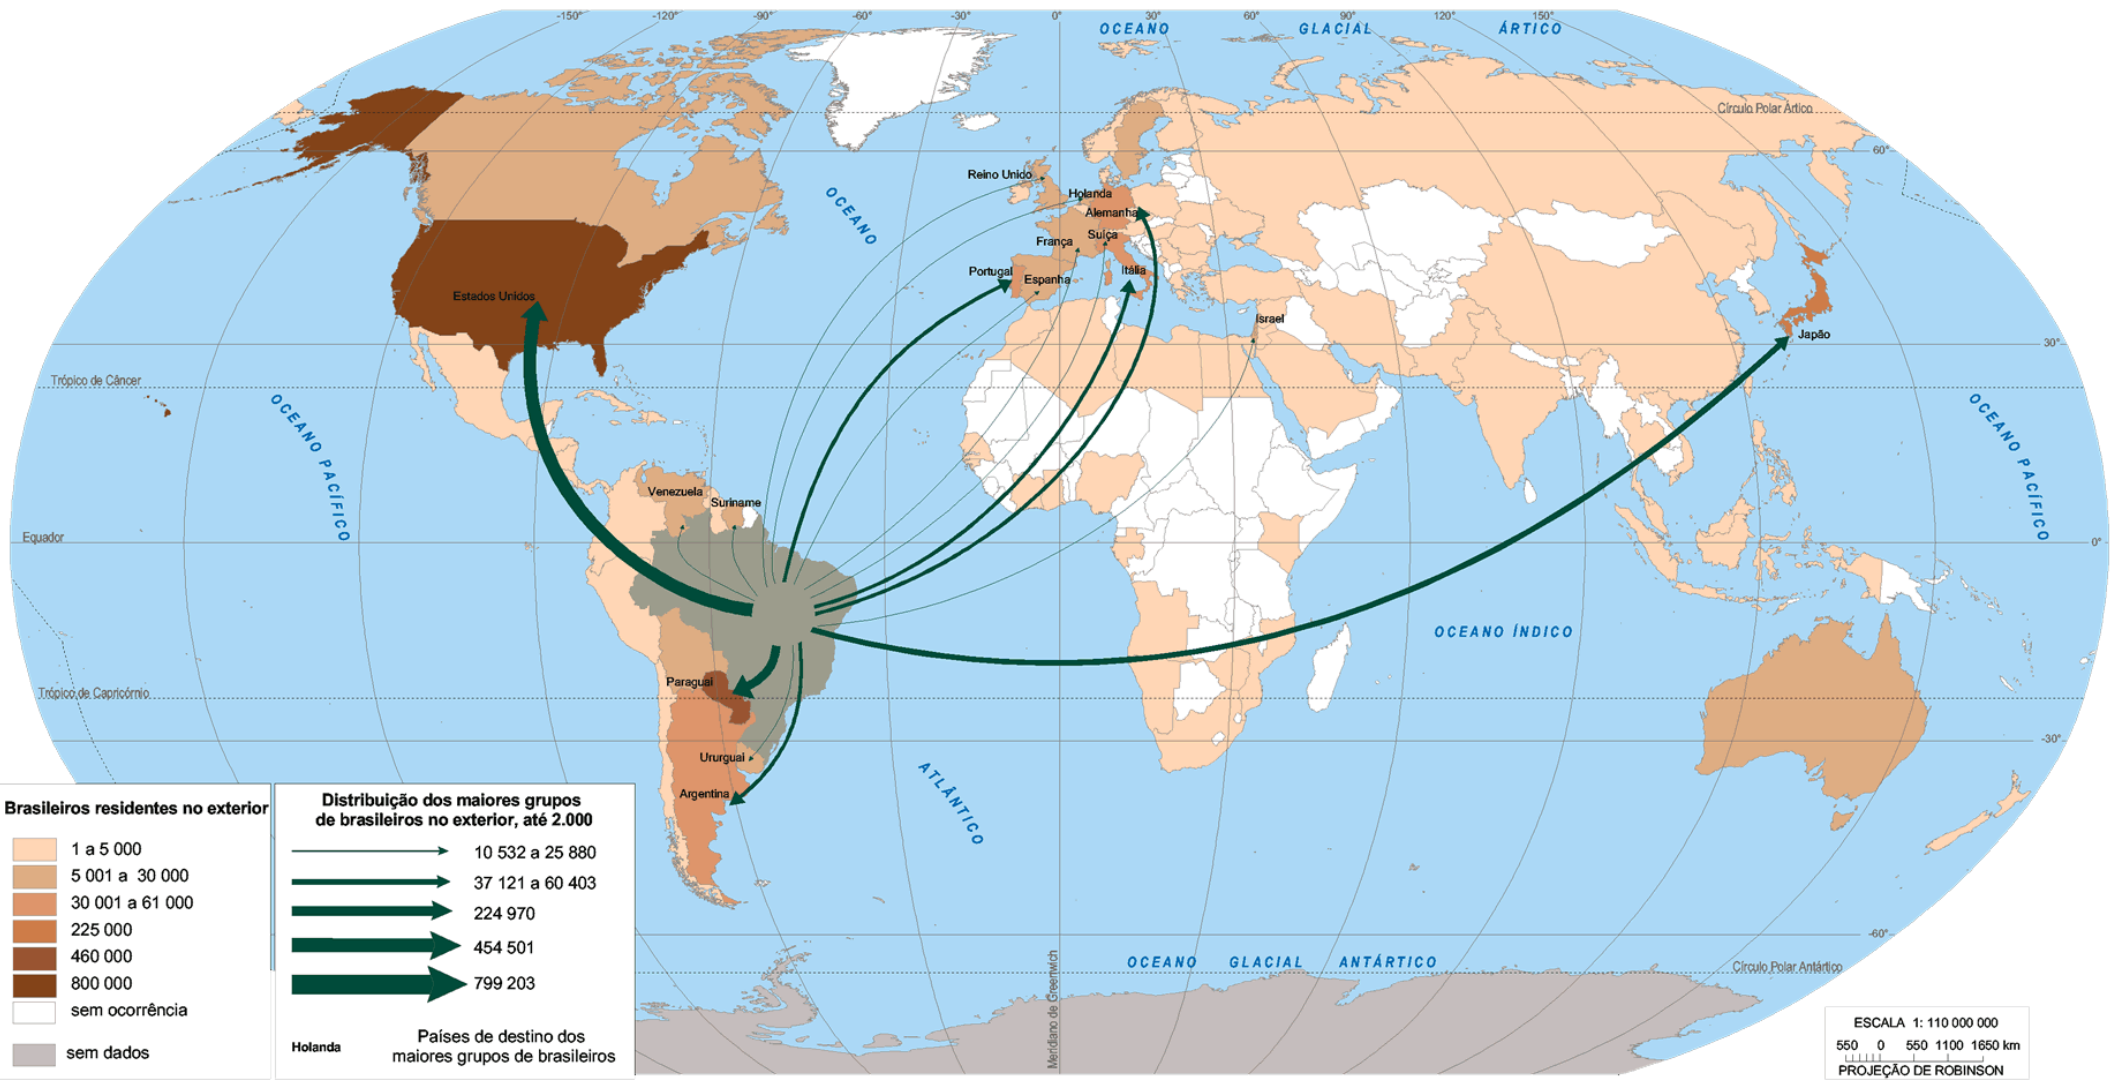 -150°
-120°
-90°
-60°
-30°
0°
30°
60°
90°
120°
150°
OCEANO GLACIAL ÁRTICO
Círculo Polar Ártico
60°
Reino Unido
Holanda
Alemanha
OCEANO
Suíça
França
Portugal
Espanha
Itália
Estados Unidos
Israel
Japão
30°
Trópico de Câncer
OCEANO PACÍFICO
OCEANO PACÍFICO
Venezuela
Suriname
Equador
0°
OCEANO ÍNDICO
Paraguai
Trópico de Capricórnio
-30°
Ururguai
Argentina
ATLÂNTICO
-60°
Meridiano de Greenwich
OCEANO GLACIAL ANTÁRTICO
Círculo Polar Antártico
Brasileiros residentes no exterior
1 a 5 000
5 001 a 30 000
30 001 a 61 000
225 000
460 000
800 000
sem ocorrência
sem dados
Distribuição dos maiores grupos
de brasileiros no exterior, até 2.000
10 532 a 25 880
37 121 a 60 403
224 970
454 501
799 203
Holanda
Países de destino dos
maiores grupos de brasileiros
ESCALA 1: 110 000 000
550 0 550 1100 1650 km
PROJEÇÃO DE ROBINSON